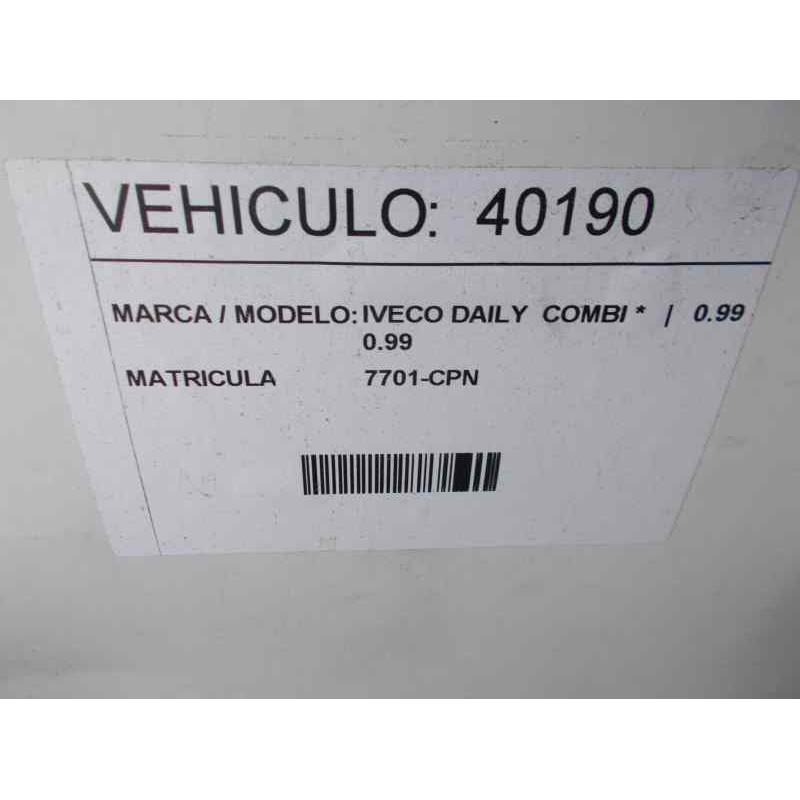 VEHICULO: 40190
MARCA / MODELO: IVECO DAILY COMBI * | 0.99
0.99
MATRICULA 7701-CPN